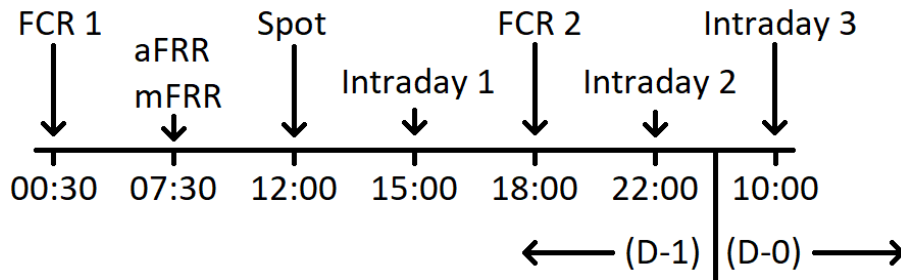 FCR 1
aFRR
mFRR
Spot
Intraday 1
FCR 2
Intraday 2
Intraday 3
00:30 07:30 12:00 15:00 18:00 22:00 10:00
(D-1) (D-0)